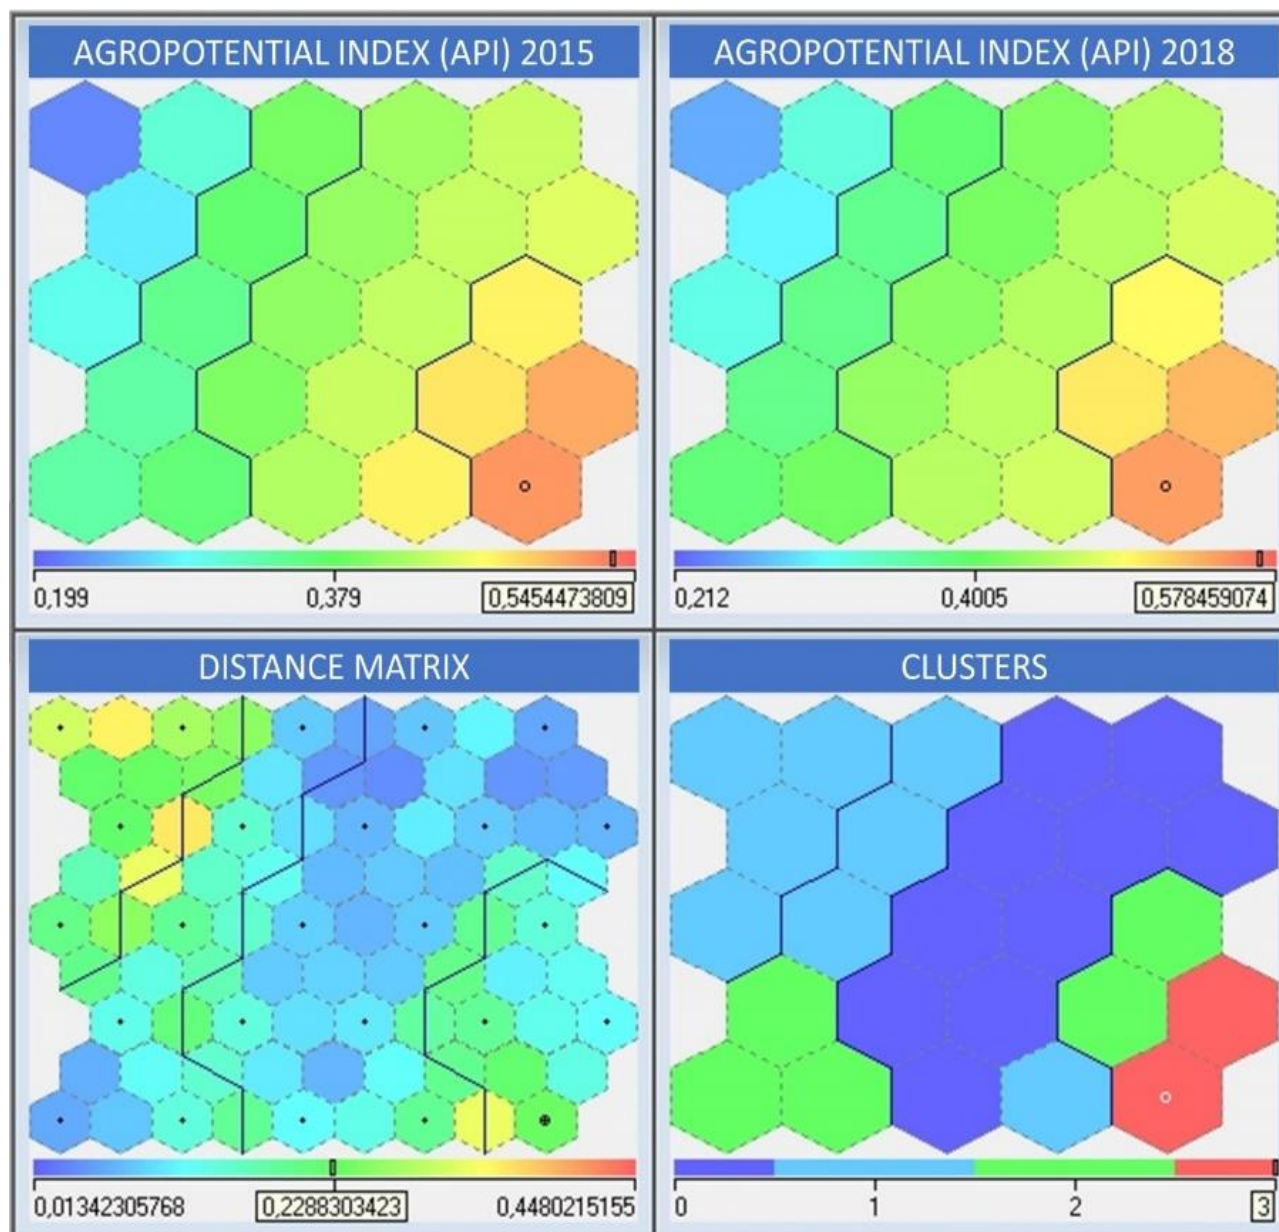 AGROPOTENTIAL INDEX (API) 2015
AGROPOTENTIAL INDEX (API) 2018
0,199 0,379 0,5454473809
0,212 0,4005 0,578459074
DISTANCE MATRIX
CLUSTERS
0,01342305768 0,2288303423 0,4480215155
0 1 2 3